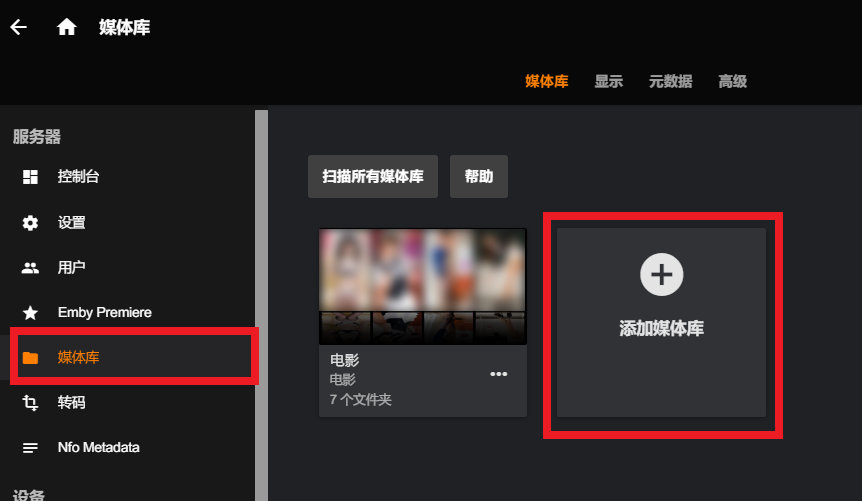 媒体库
媒体库 显示 元数据 高级
服务器
控制台
设置
用户
Emby Premiere
媒体库
转码
Nfo Metadata
设备
扫描所有媒体库 帮助
电影
电影
7 个文件夹
添加媒体库